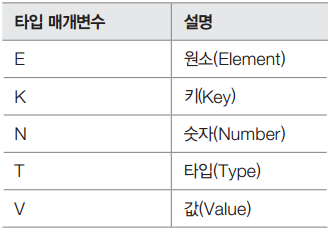 타입 매개변수 설명
E 원소(Element)
K 키(Key)
N 숫자(Number)
T 타입(Type)
V 값(Value)